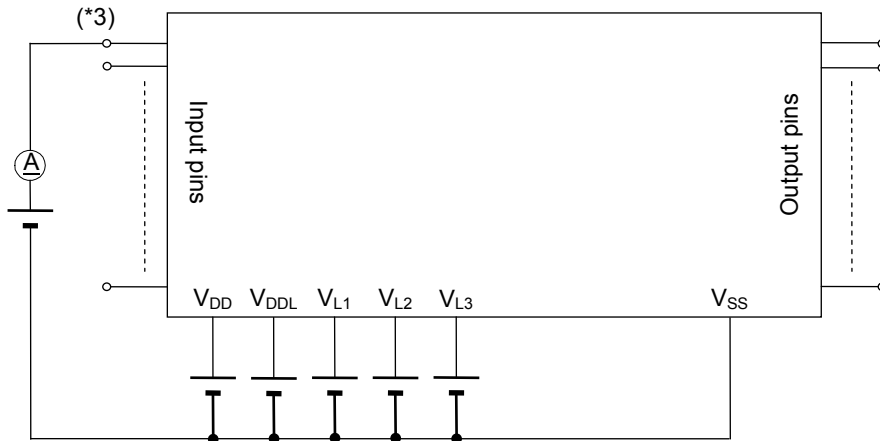 (*3)
A
Input pins
Output pins
VDD VDDL VL1 VL2 VL3 VSS